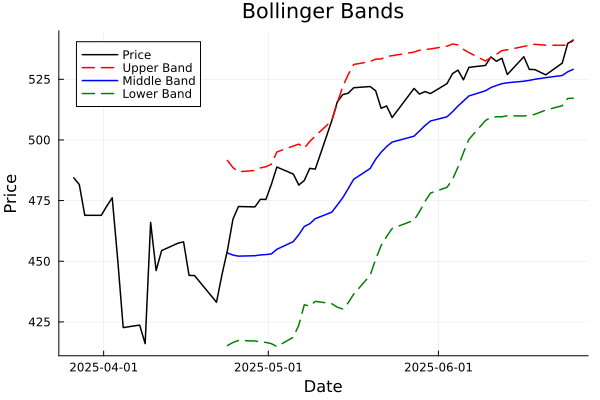 Bollinger Bands
Price
Upper Band
Middle Band
Lower Band
Price
525
500
475
450
425
2025-04-01
2025-05-01
2025-06-01
Date